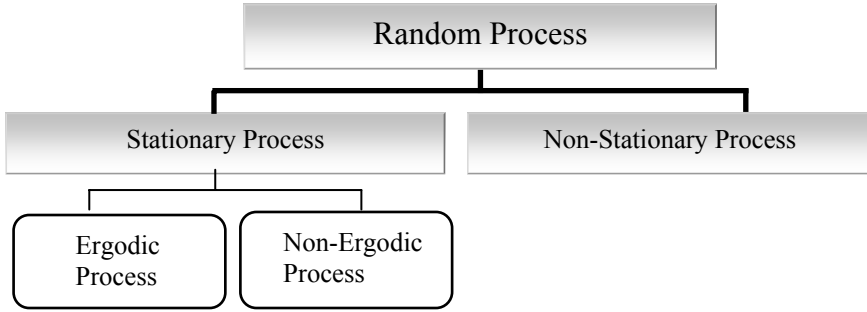 Random Process
Stationary Process
Non-Stationary Process
Ergodic
Process
Non-Ergodic
Process